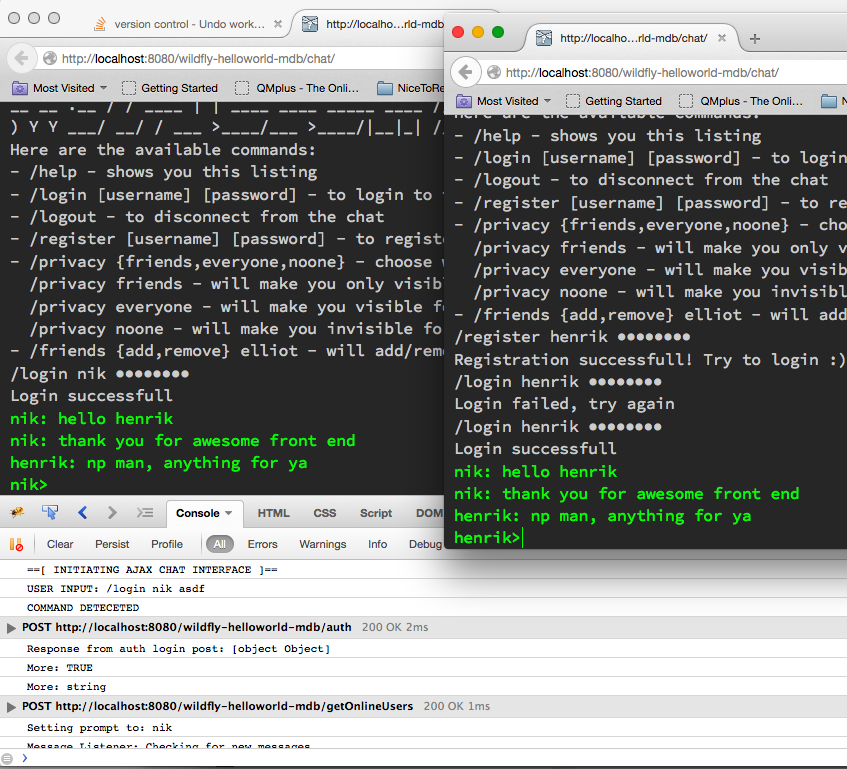 version control - Undo work... ×
http://localho...rld-mdb
http://localhost:8080/wildfly-helloworld-mdb/chat/
Most Visited
Getting Started
QMplus - The Onli...
NiceToRe
Here are the available commands:
- /help - shows you this listing
- /login [username] [password] - to login to
- /logout - to disconnect from the chat
- /register [username] [password] - to registe
- /privacy {friends,everyone,noone} - choose
/privacy friends - will make you only visib
/privacy everyone - will make you visible fo
/privacy noone - will make you invisible fo
- /friends {add,remove} elliot - will add/rem
/login nik ●●●●●●●●
Login successfull
nik: hello henrik
nik: thank you for awesome front end
henrik: np man, anything for ya
nik>
http://localho...rld-mdb/chat/ ×
http://localhost:8080/wildfly-helloworld-mdb/chat/
Most Visited
Getting Started
QMplus - The Onli...
Here are the available commands:
- /help - shows you this listing
- /login [username] [password] - to login
- /logout - to disconnect from the chat
- /register [username] [password] - to re
- /privacy {friends,everyone,noone} - cho
/privacy friends - will make you only v
/privacy everyone - will make you visib
/privacy noone - will make you invisibl
- /friends {add,remove} elliot - will add
/register henrik ●●●●●●●●
Registration successfull! Try to login :)
/login henrik ●●●●●●●●
Login failed, try again
/login henrik ●●●●●●●●
Login successfull
nik: hello henrik
nik: thank you for awesome front end
henrik: np man, anything for ya
henrik>
Console HTML CSS Script DOM
Clear Persist Profile All Errors Warnings Info Debug
==[ INITIATING AJAX CHAT INTERFACE ]==
USER INPUT: /login nik asdf
COMMAND DETECETED
POST http://localhost:8080/wildfly-helloworld-mdb/auth 200 OK 2ms
Response from auth login post: [object Object]
More: TRUE
More: string
POST http://localhost:8080/wildfly-helloworld-mdb/getOnlineUsers 200 OK 1ms
Setting prompt to: nik
Message Listener: Checking for new messages